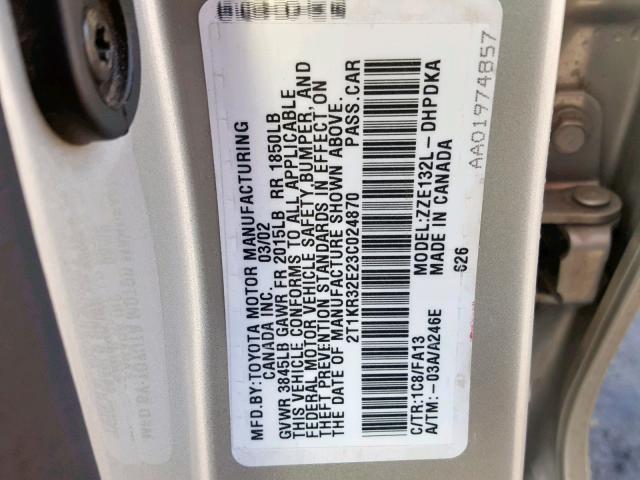 MFD.BY:TOYOTA MOTOR MANUFACTURING
CANADA INC. 03/02
GVWR 3845LB GAWR FR 2015LB RR 1850LB
THIS VEHICLE CONFORMS TO ALL APPLICABLE
FEDERAL MOTOR VEHICLE SAFETY, BUMPER, AND
THEFT PREVENTION STANDARDS IN EFFECT ON
THE DATE OF MANUFACTURE SHOWN ABOVE.
2T1KR32E23C024870 PASS.CAR
C/TR:1C8/FA13 MODEL:ZZE132L-DHPDKA
A/TM:-03A/A246E MADE IN CANADA
626
AA01974857